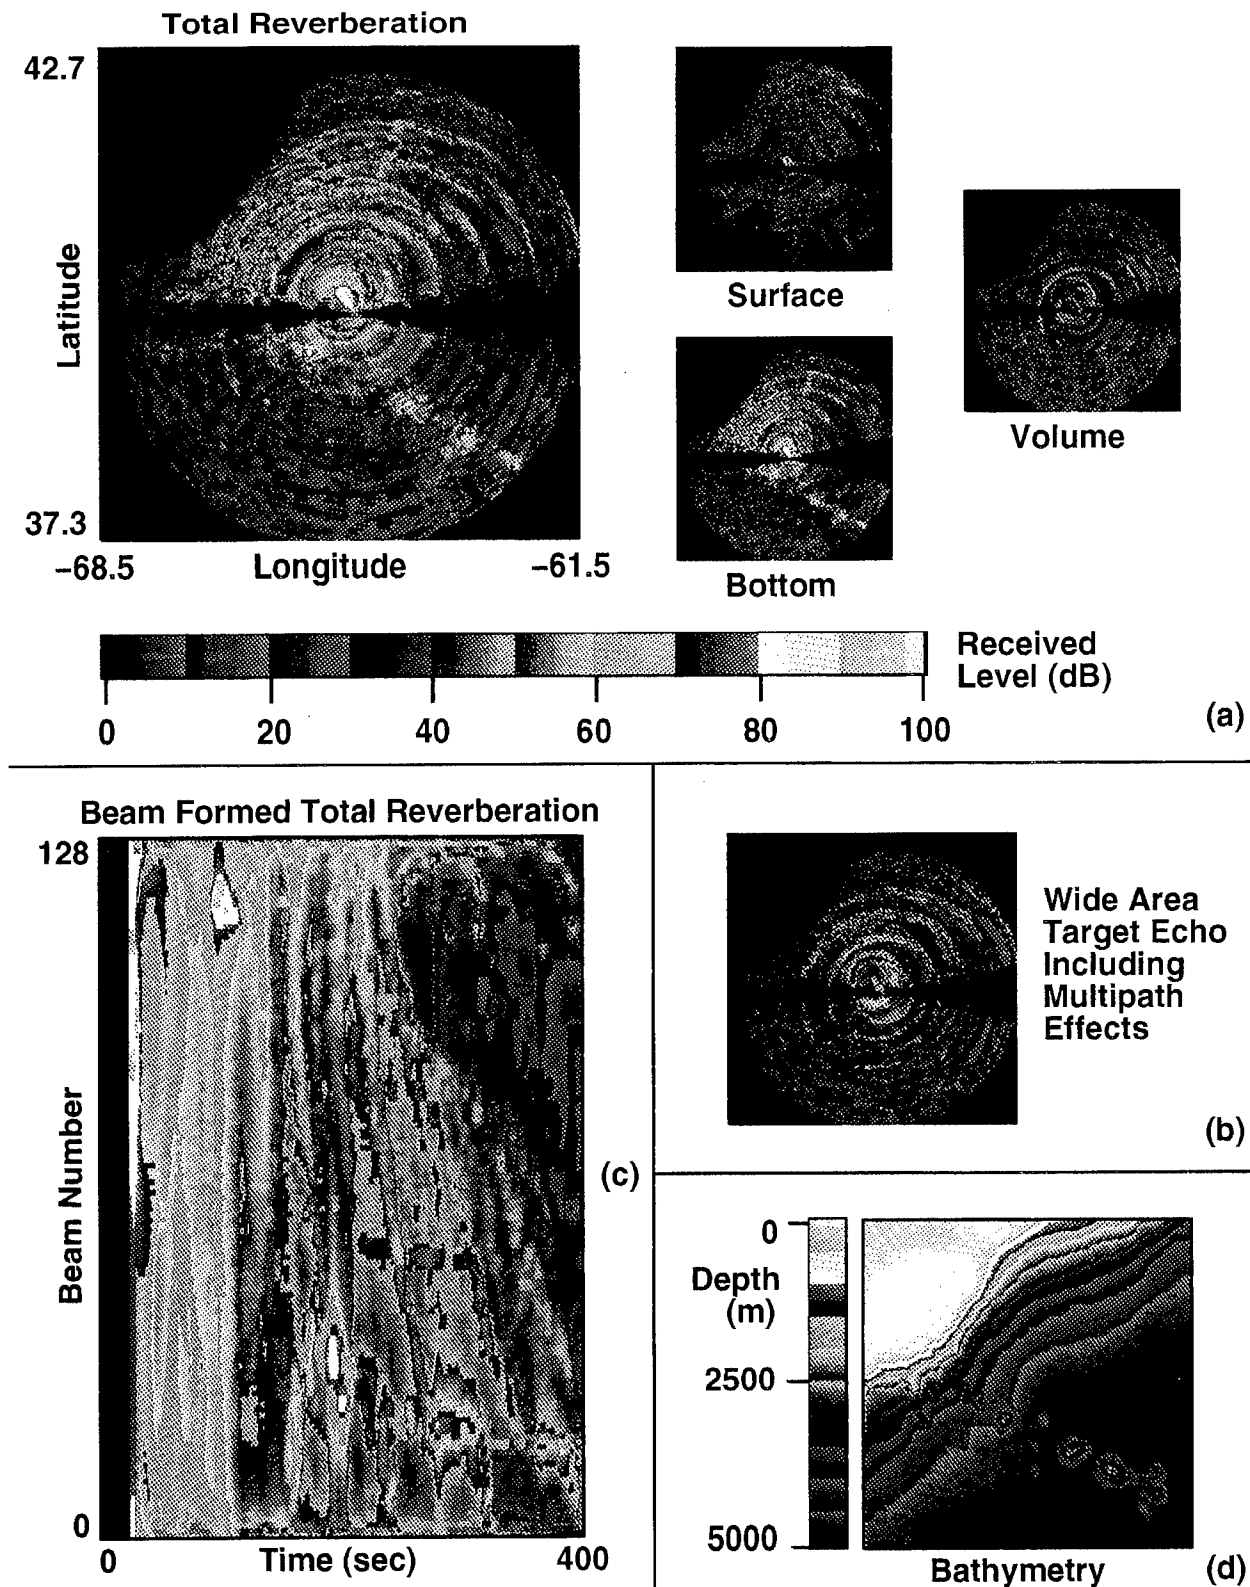 Total Reverberation
42.7
Latitude
37.3
−68.5
Longitude
−61.5
Surface
Bottom
Volume
0
20
40
60
80
100
Received
Level (dB)
(a)
Beam Formed Total Reverberation
128
Beam Number
0
0
Time (sec)
400
(c)
Wide Area
Target Echo
Including
Multipath
Effects
(b)
0
Depth
(m)
2500
5000
Bathymetry
(d)